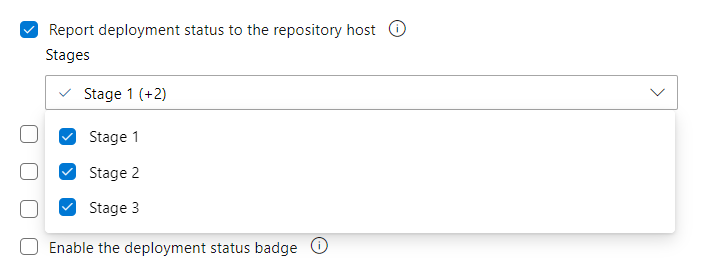 Report deployment status to the repository host
Stages
Stage 1 (+2)
Stage 1
Stage 2
Stage 3
Enable the deployment status badge